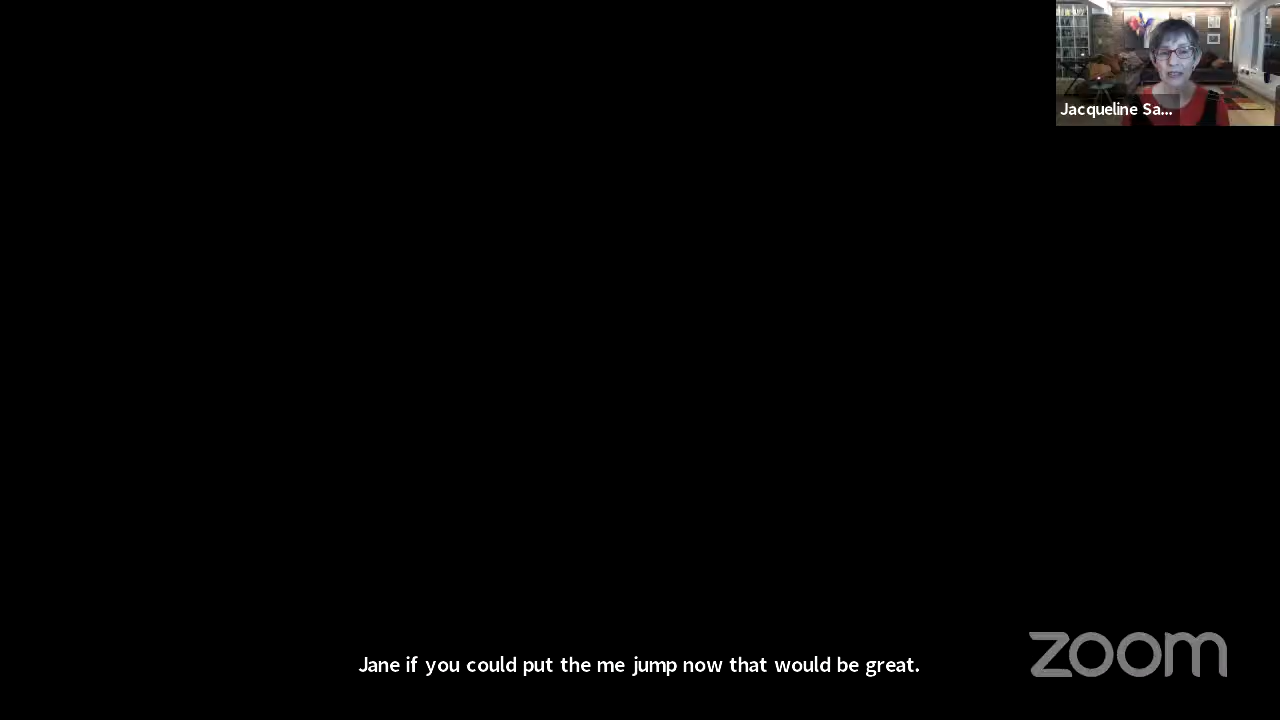 Jacqueline Sa...
Jane if you could put the me jump now that would be great.
zoom